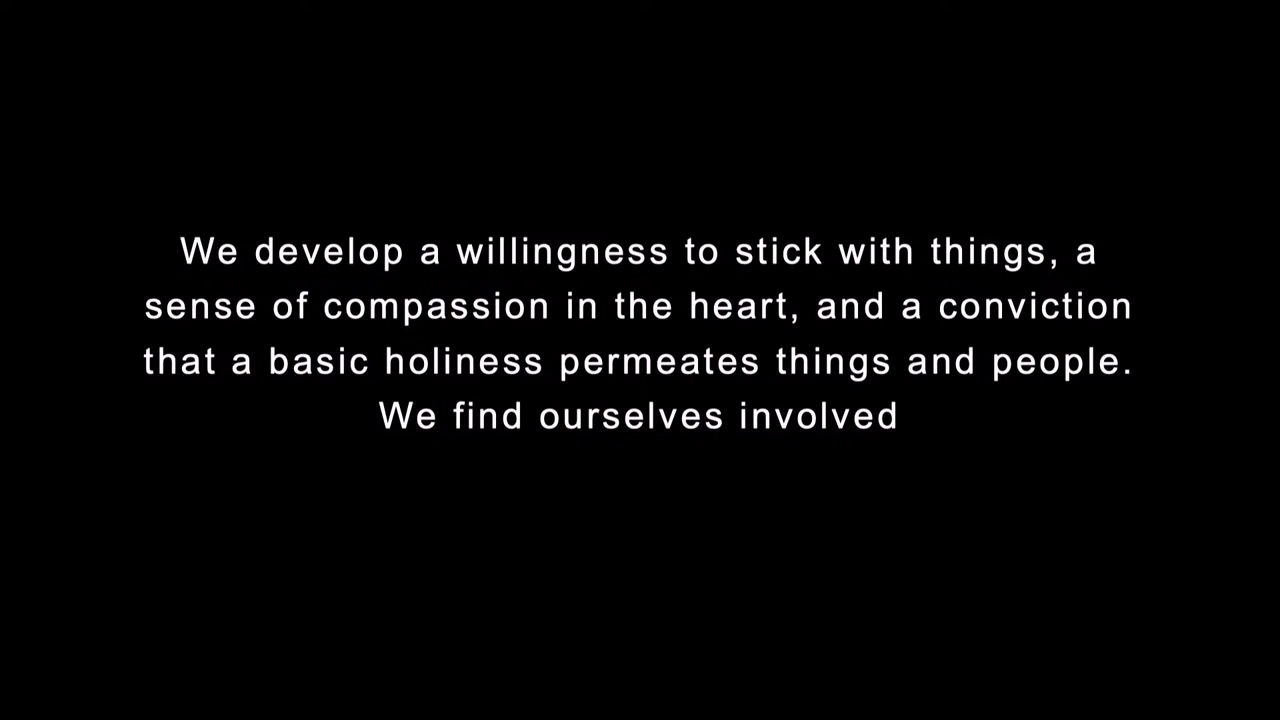 We develop a willingness to stick with things, a
sense of compassion in the heart, and a conviction
that a basic holiness permeates things and people.
We find ourselves involved